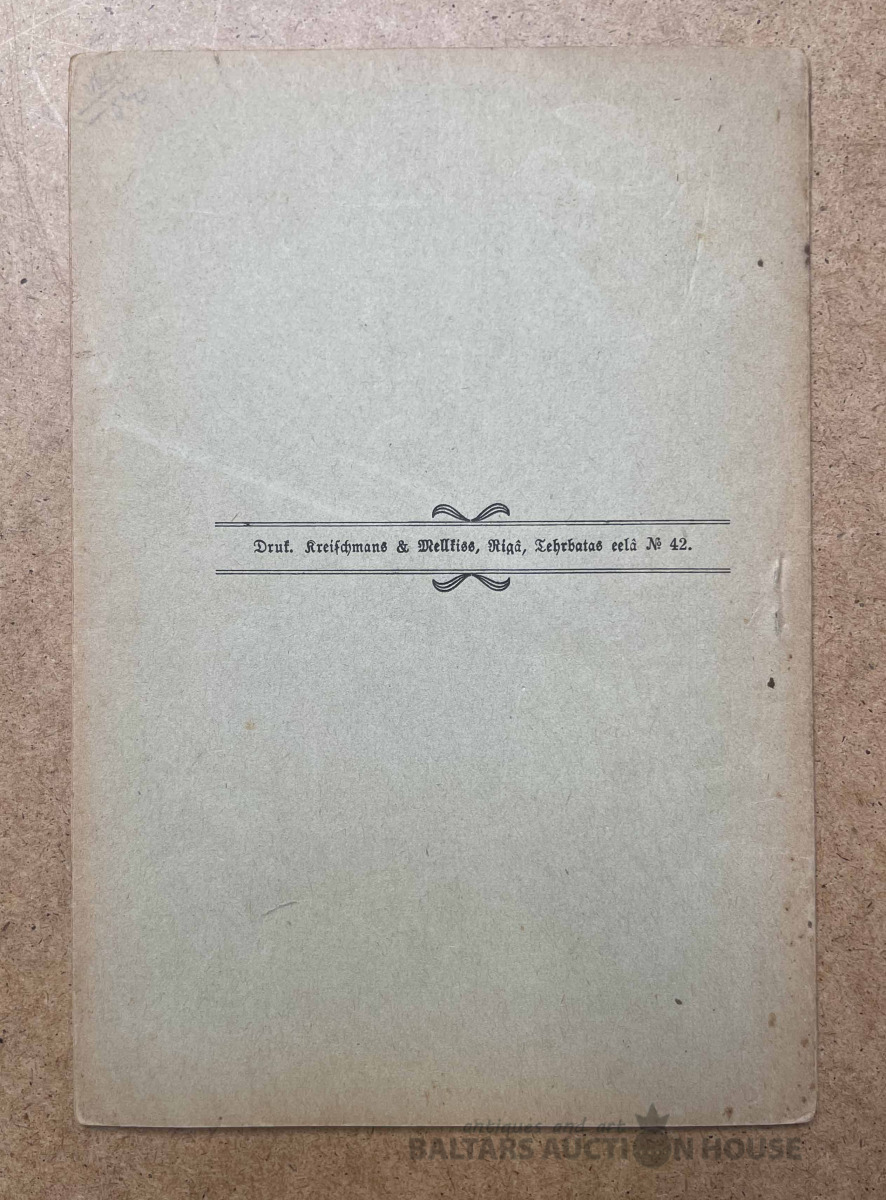 Druk. Kreiſchmans & Mellkiss, Rigâ, Tehrbatas eelâ № 42.
antiques and art
BALTARS AUCTION HOUSE